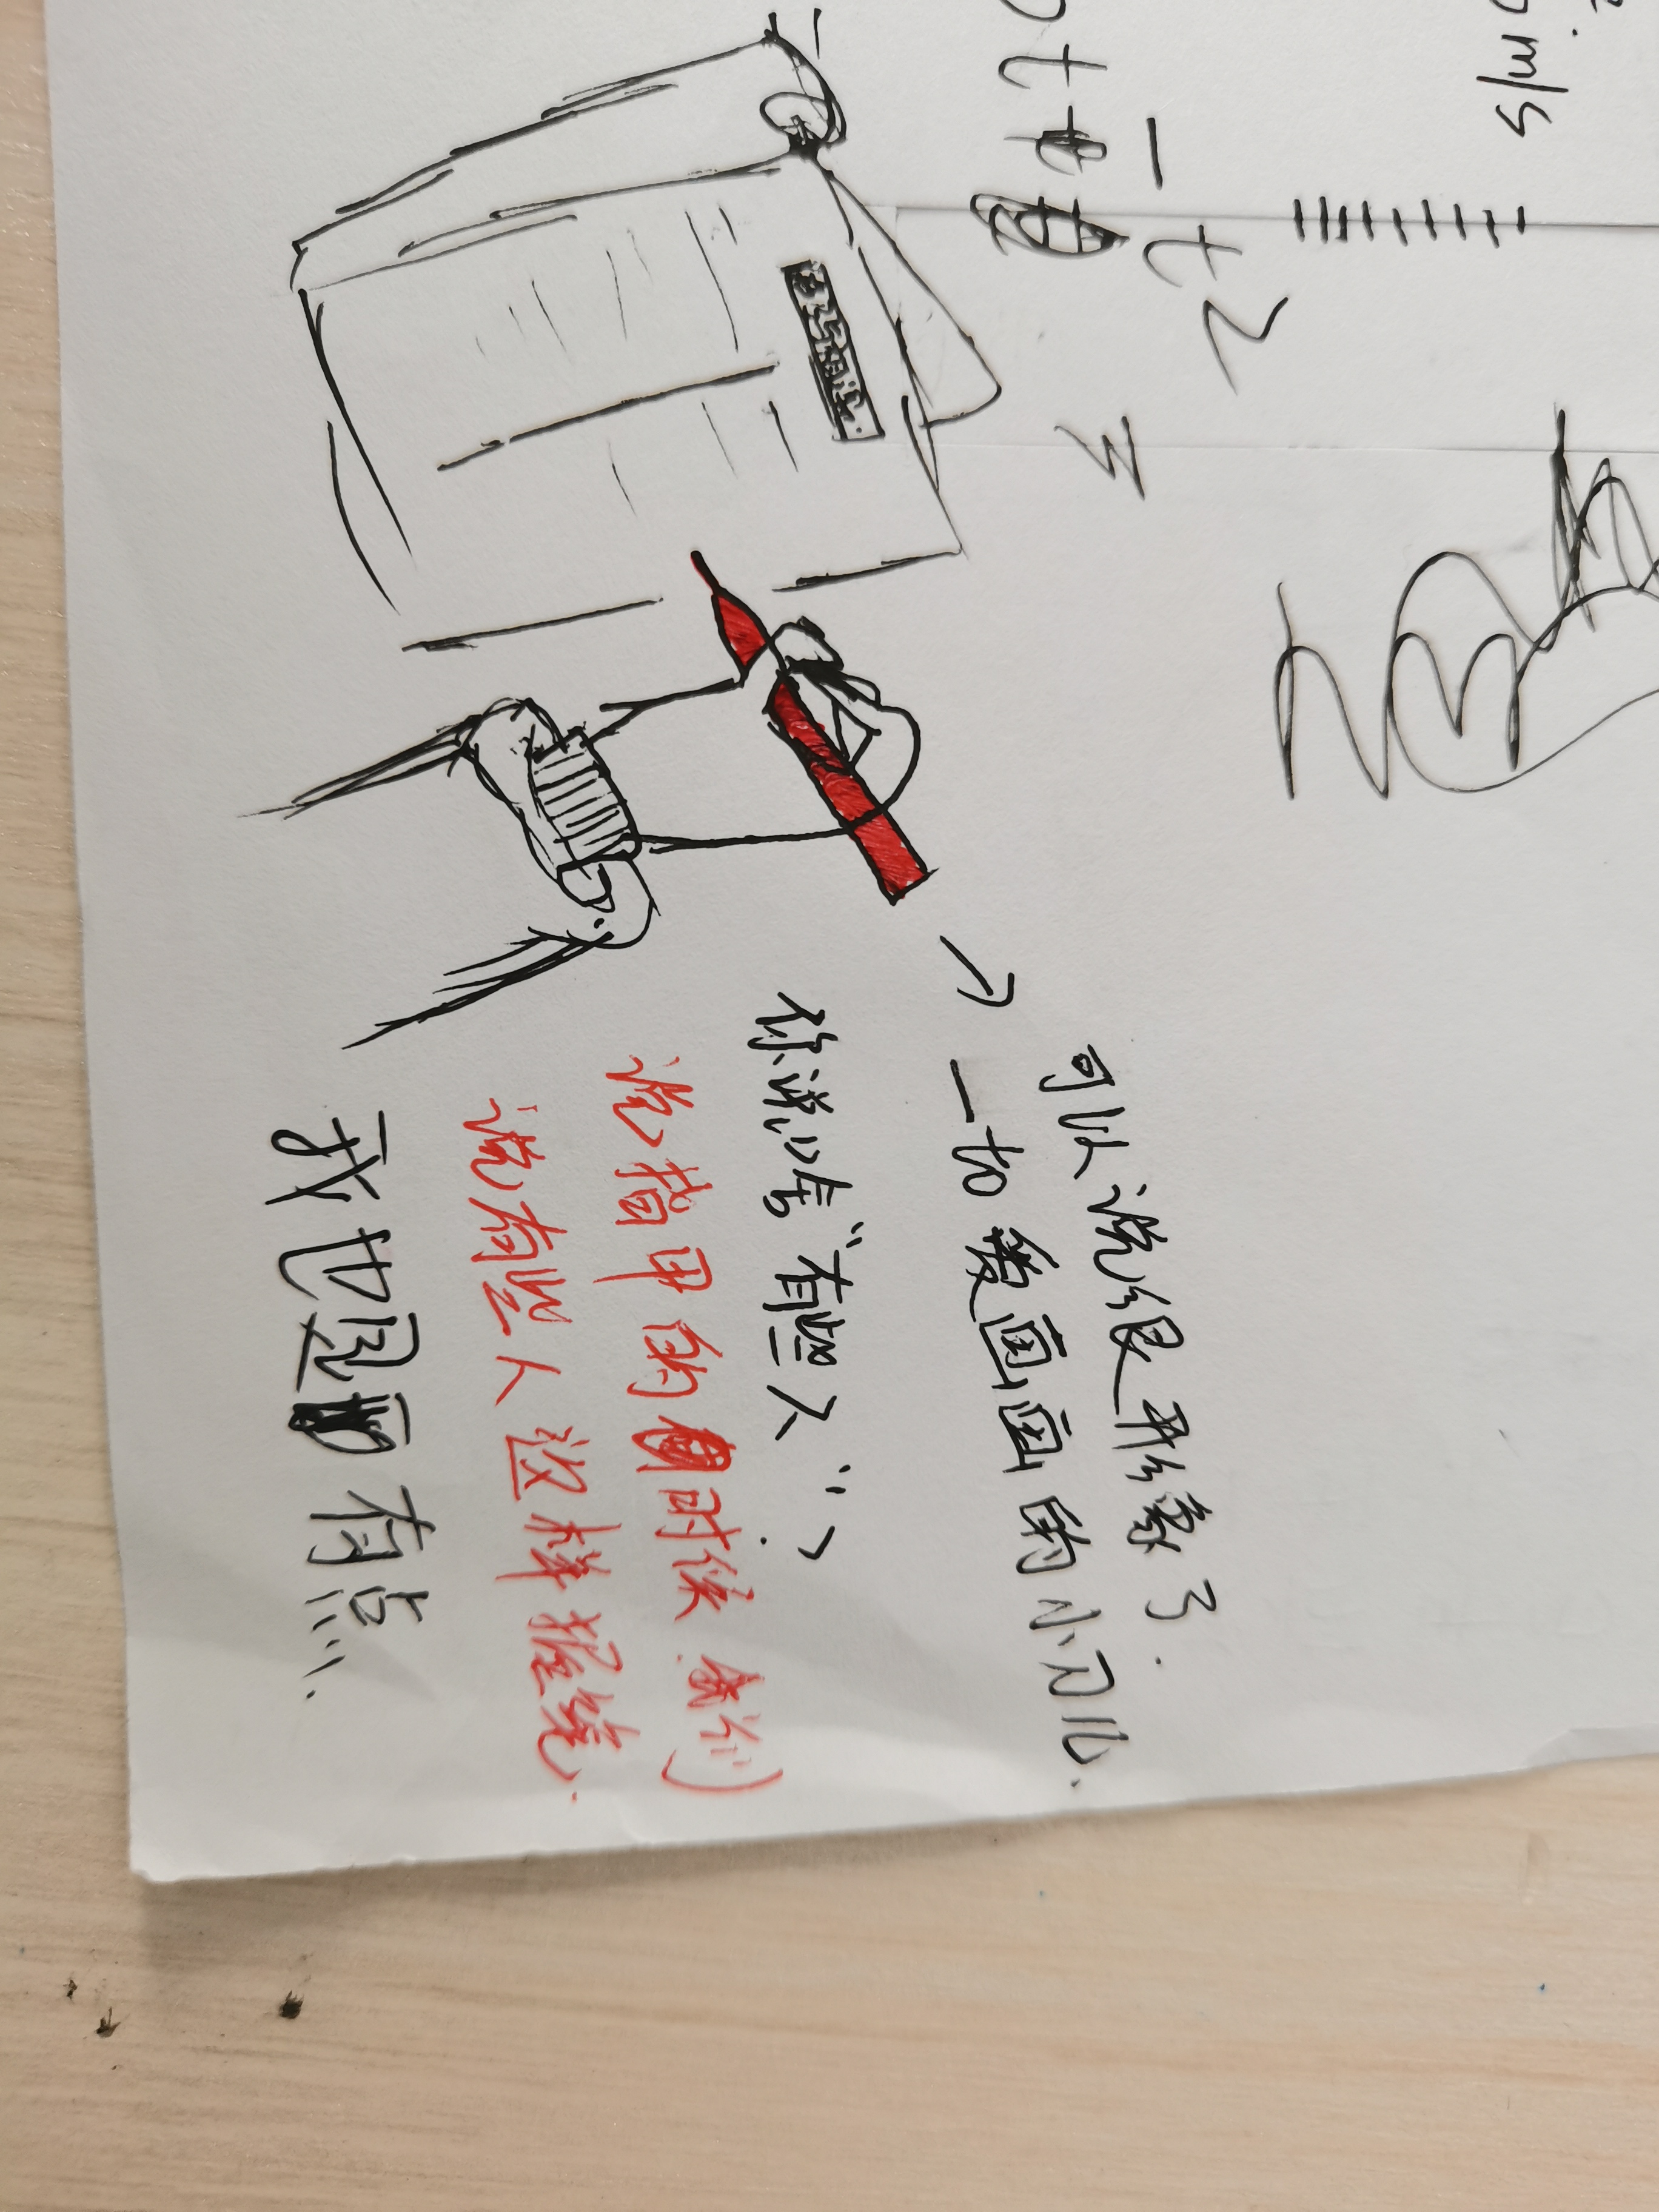 m/s
t²
t
可以说很形象了.
→ 一切爱画画的小刀儿.
你说啥“有些人”?
说指甲的时候 我们
说有些人这样握笔.
我也是有点.